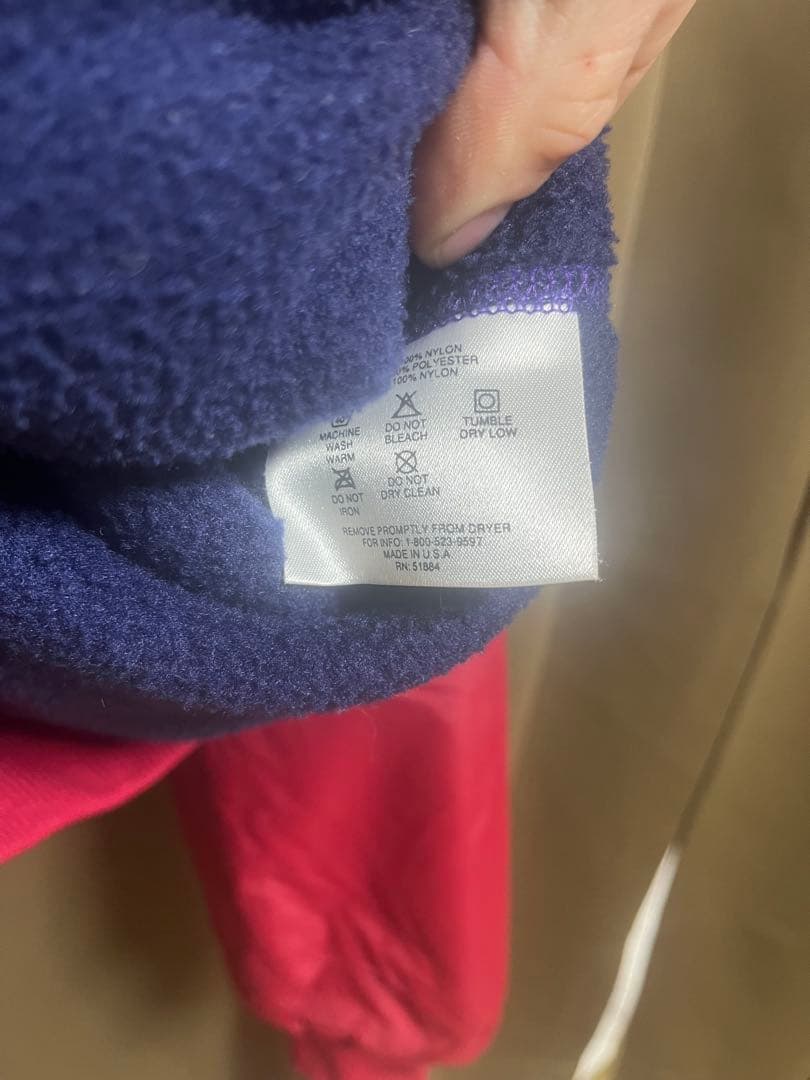 NYLON
POLYESTER
100% NYLON
MACHINE
WASH
WARM
DO NOT
BLEACH
TUMBLE
DRY LOW
DO NOT
IRON
DO NOT
DRY CLEAN
REMOVE PROMPTLY FROM DRYER
FOR INFO: 1-800-523-9597
MADE IN U.S.A
RN: 51884